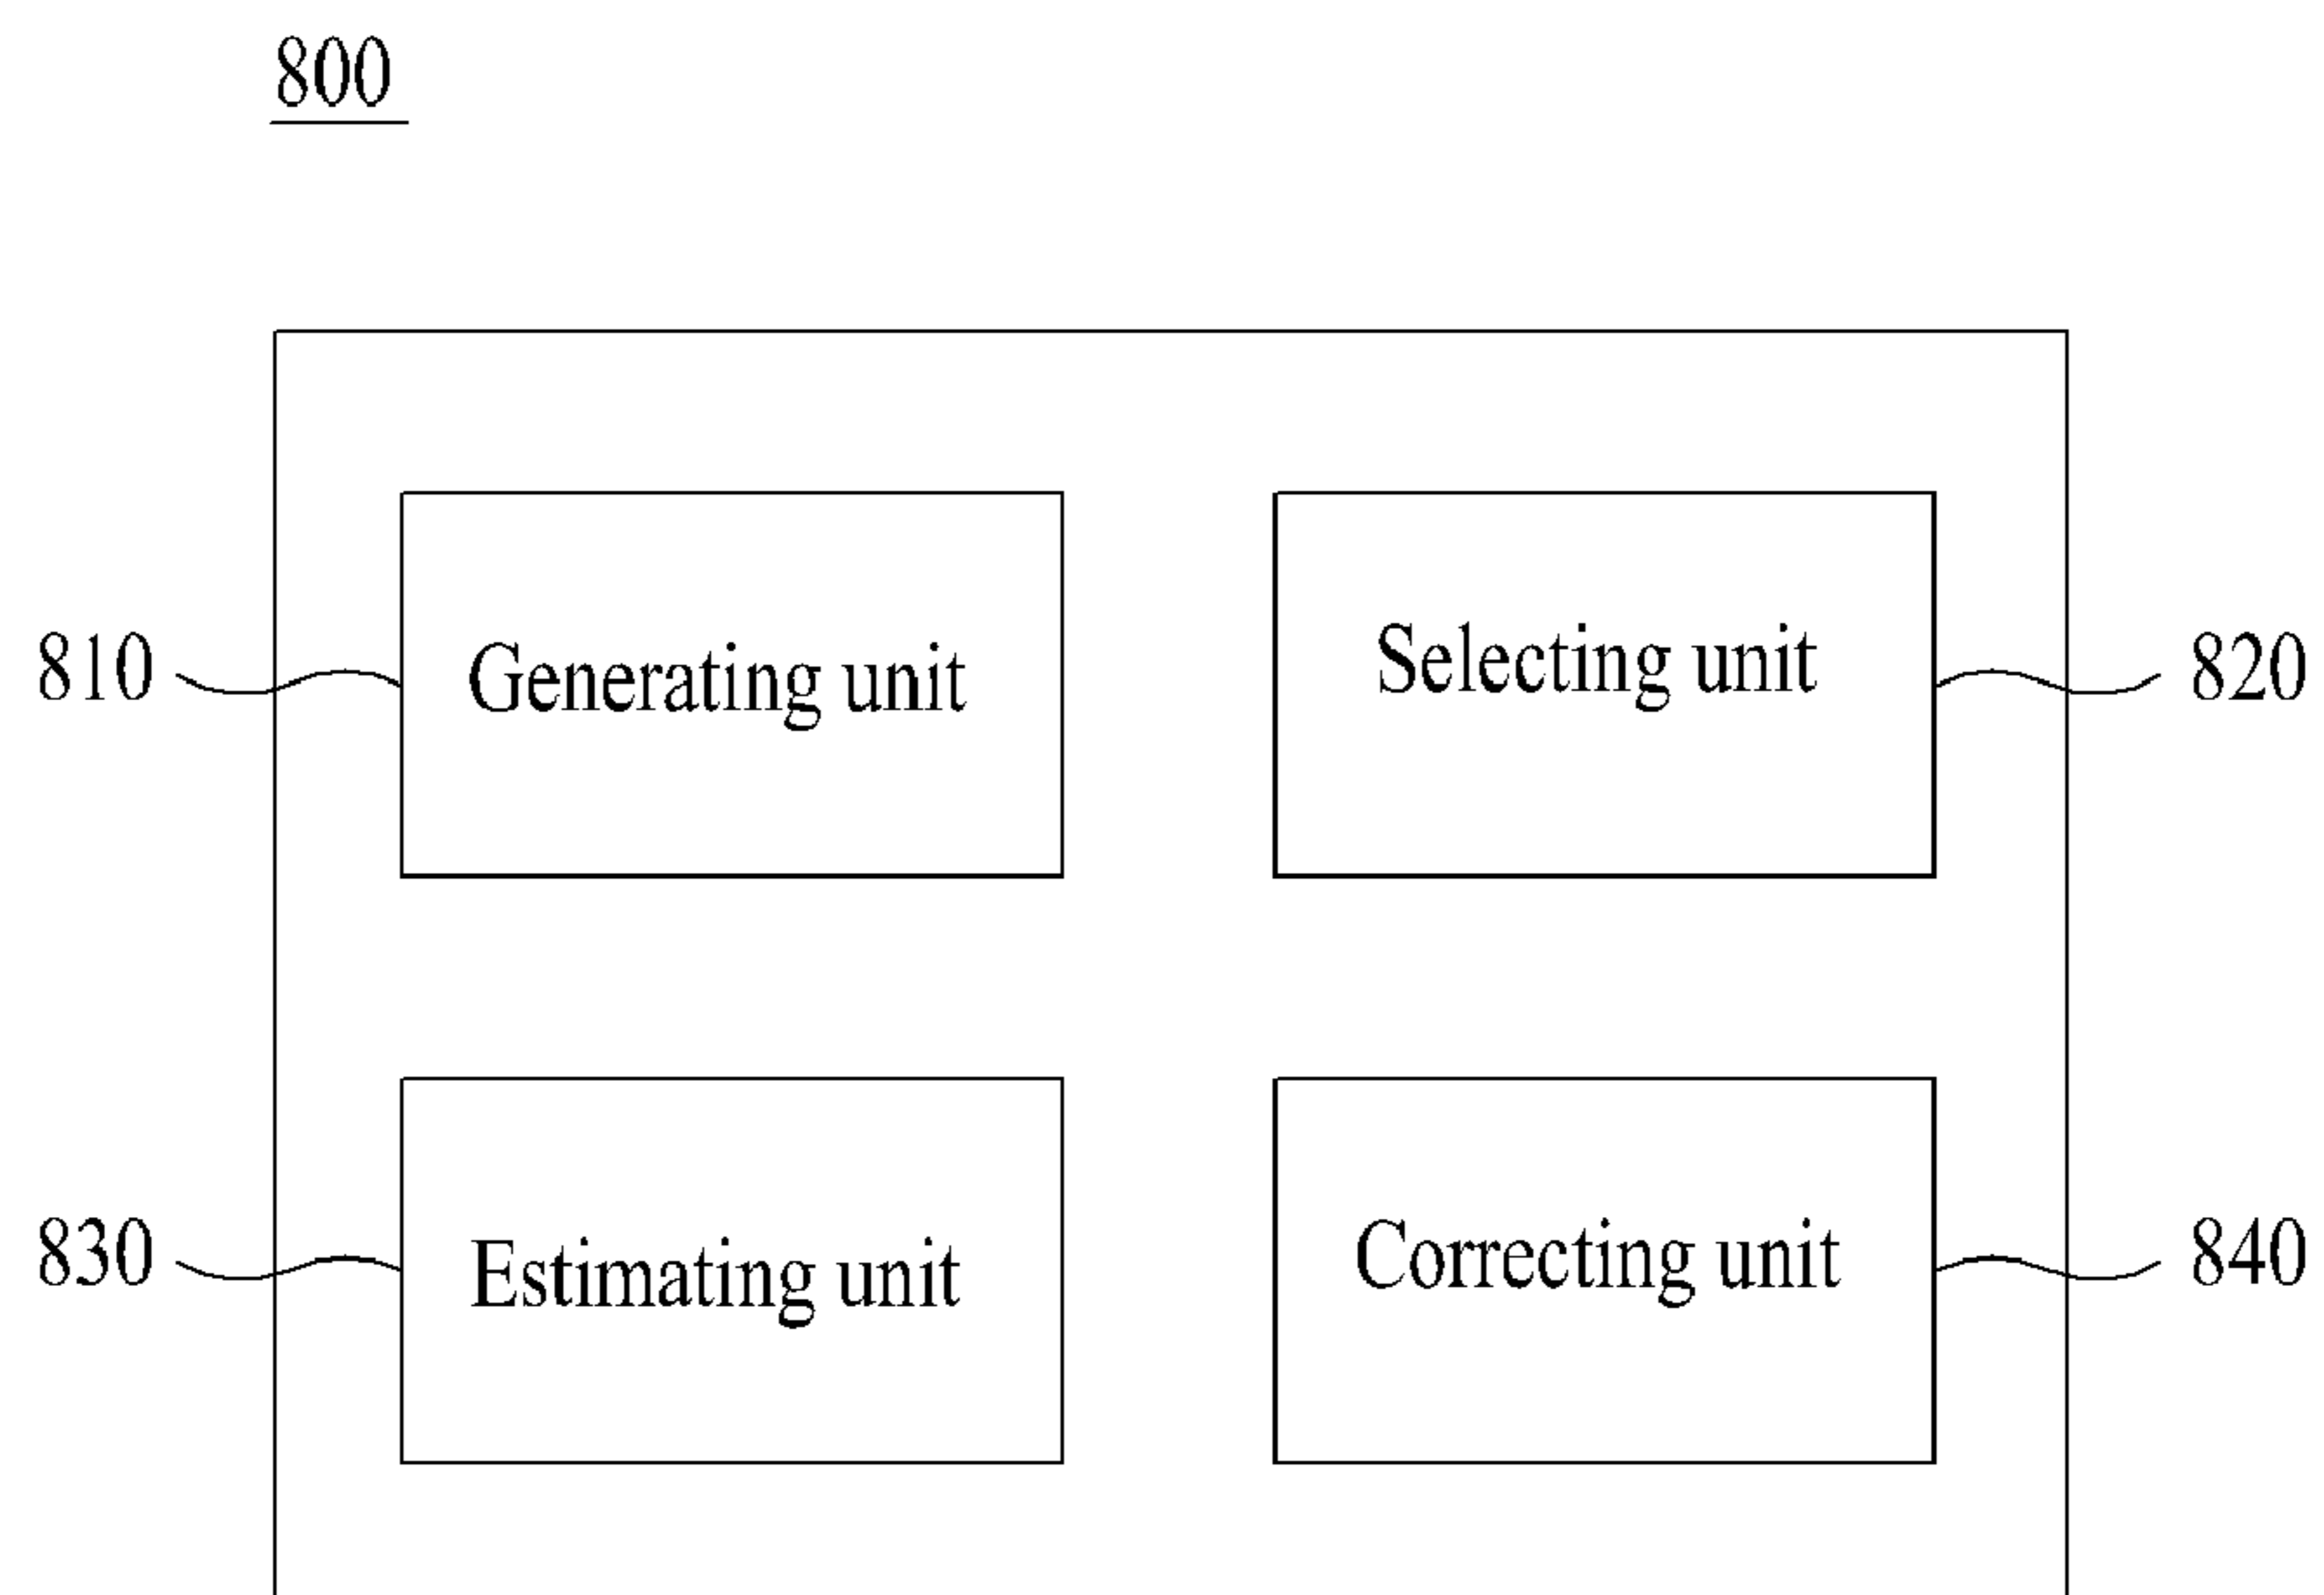 800
810
Generating unit
Selecting unit
820
830
Estimating unit
Correcting unit
840